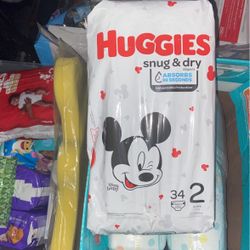 HUGGIES
snug & dry
ABSORBS
IN SECONDS
34
2